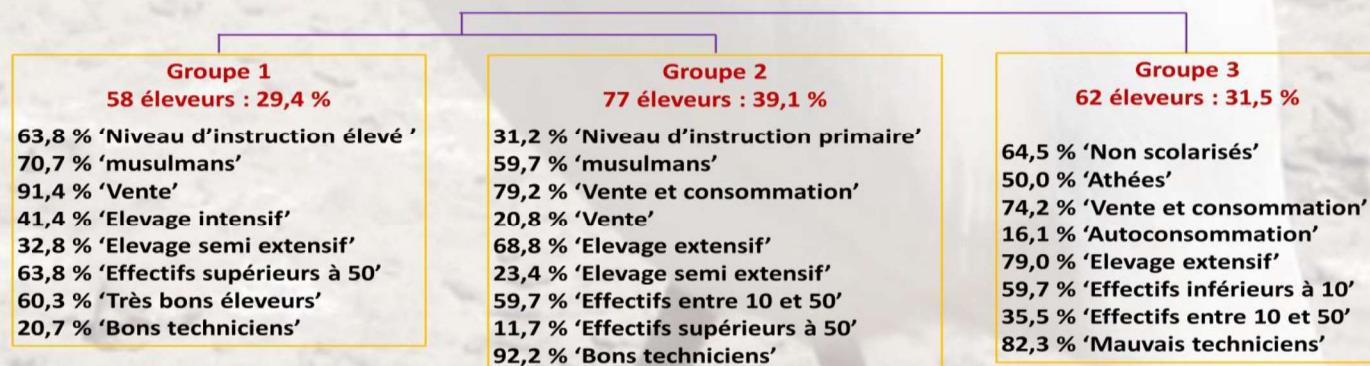 Groupe 1
58 éleveurs : 29,4 %
63,8 % ‘Niveau d’instruction élevé ’
70,7 % ‘musulmans’
91,4 % ‘Vente’
41,4 % ‘Elevage intensif’
32,8 % ‘Elevage semi extensif’
63,8 % ‘Effectifs supérieurs à 50’
60,3 % ‘Très bons éleveurs’
20,7 % ‘Bons techniciens’
Groupe 2
77 éleveurs : 39,1 %
31,2 % ‘Niveau d’instruction primaire’
59,7 % ‘musulmans’
79,2 % ‘Vente et consommation’
20,8 % ‘Vente’
68,8 % ‘Elevage extensif’
23,4 % ‘Elevage semi extensif’
59,7 % ‘Effectifs entre 10 et 50’
11,7 % ‘Effectifs supérieurs à 50’
92,2 % ‘Bons techniciens’
Groupe 3
62 éleveurs : 31,5 %
64,5 % ‘Non scolarisés’
50,0 % ‘Athées’
74,2 % ‘Vente et consommation’
16,1 % ‘Autoconsommation’
79,0 % ‘Elevage extensif’
59,7 % ‘Effectifs inférieurs à 10’
35,5 % ‘Effectifs entre 10 et 50’
82,3 % ‘Mauvais techniciens’